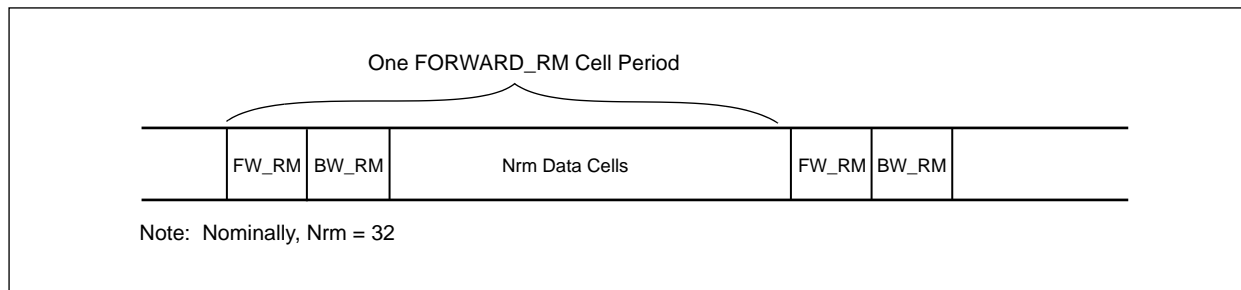 One FORWARD_RM Cell Period
FW_RM BW_RM Nrm Data Cells FW_RM BW_RM
Note: Nominally, Nrm = 32